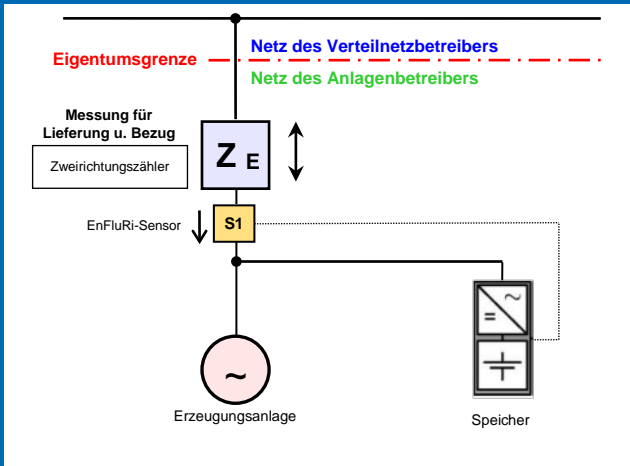 Netz des Verteilnetzbetreibers
Eigentumsgrenze
Netz des Anlagenbetreibers
Messung für
Lieferung u. Bezug
Zweirichtungszähler
Z E
EnFluRi-Sensor
S1
~
=
~
Erzeugungsanlage
Speicher